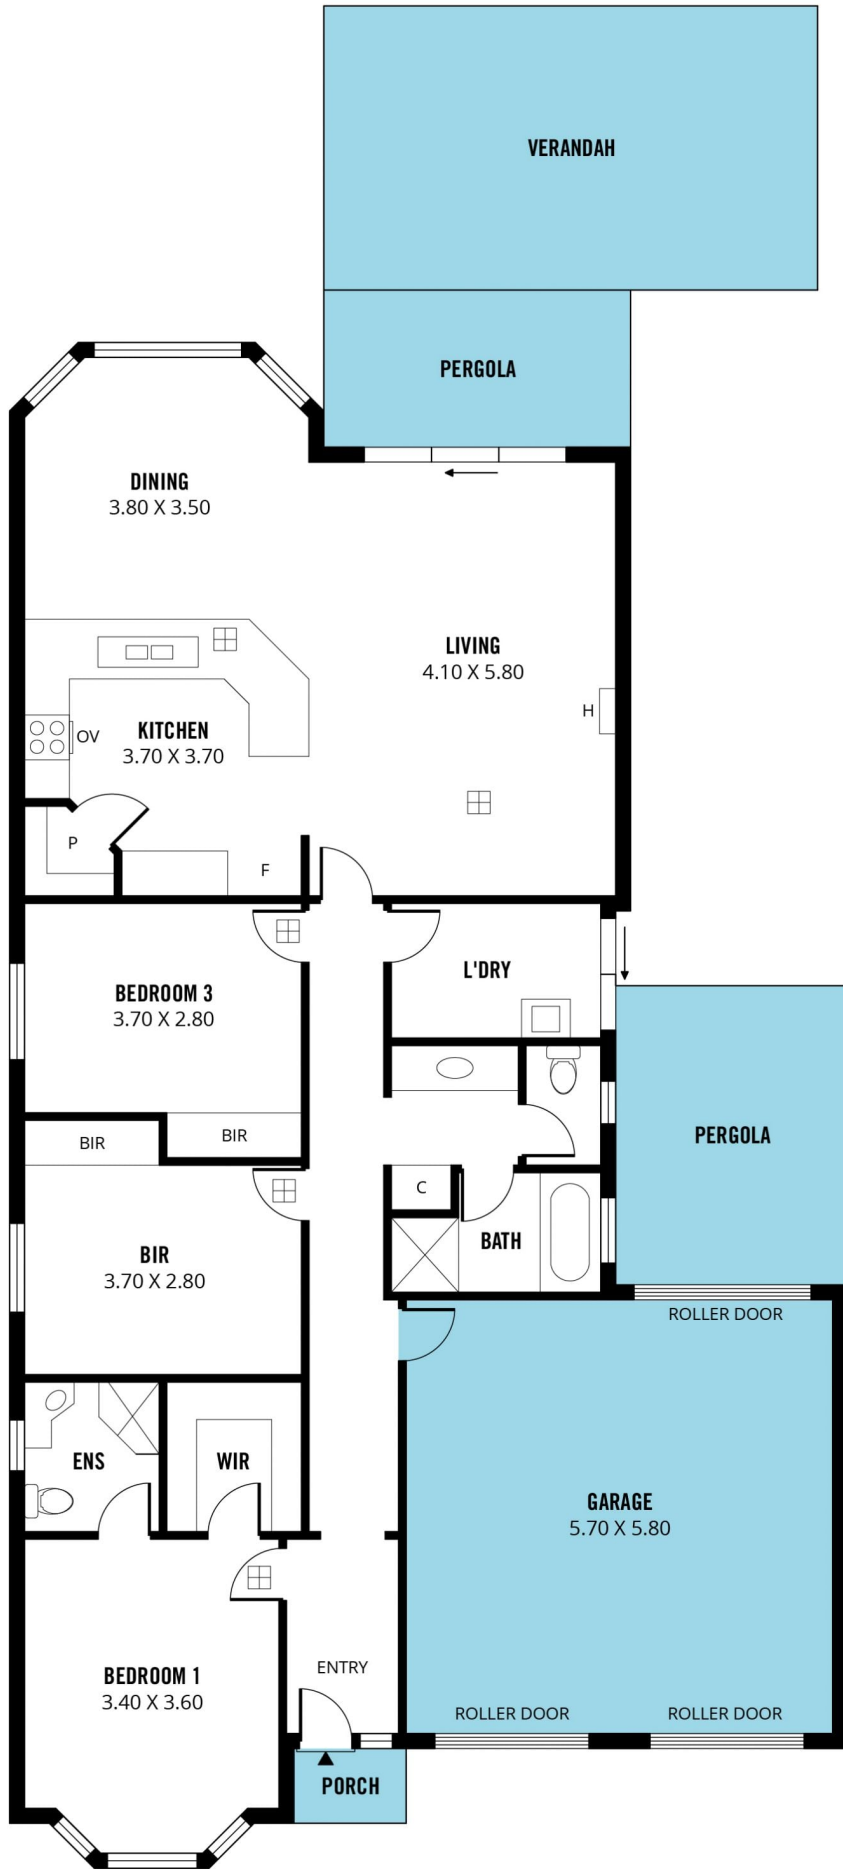 VERANDAH
PERGOLA
DINING
3.80 X 3.50
LIVING
4.10 X 5.80
H
KITCHEN
3.70 X 3.70
OV
P
F
L'DRY
BEDROOM 3
3.70 X 2.80
BIR
BIR
PERGOLA
C
BATH
BIR
3.70 X 2.80
ROLLER DOOR
ENS
WIR
GARAGE
5.70 X 5.80
ENTRY
BEDROOM 1
3.40 X 3.60
ROLLER DOOR
ROLLER DOOR
PORCH